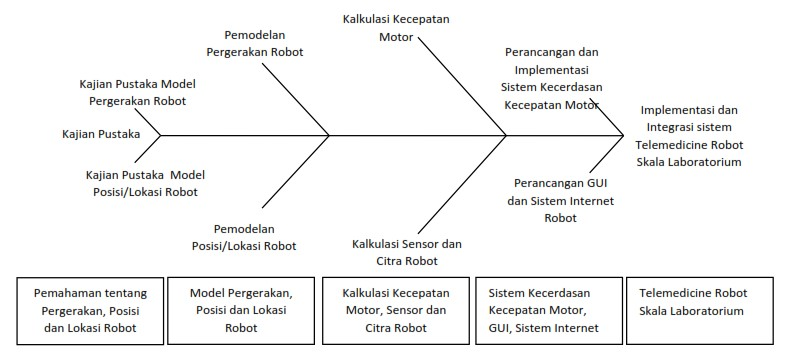 Kalkulasi Kecepatan
Motor
Pemodelan
Pergerakan Robot
Perancangan dan
Implementasi
Sistem Kecerdasan
Kecepatan Motor
Kajian Pustaka Model
Pergerakan Robot
Kajian Pustaka
Implementasi dan
Integrasi sistem
Telemedicine Robot
Skala Laboratorium
Kajian Pustaka  Model
Posisi/Lokasi Robot
Perancangan GUI
dan Sistem Internet
Robot
Pemodelan
Posisi/Lokasi Robot
Kalkulasi Sensor dan
Citra Robot
Pemahaman tentang
Pergerakan, Posisi
dan Lokasi Robot
Model Pergerakan,
Posisi dan Lokasi
Robot
Kalkulasi Kecepatan
Motor, Sensor dan
Citra Robot
Sistem Kecerdasan
Kecepatan Motor,
GUI, Sistem Internet
Telemedicine Robot
Skala Laboratorium